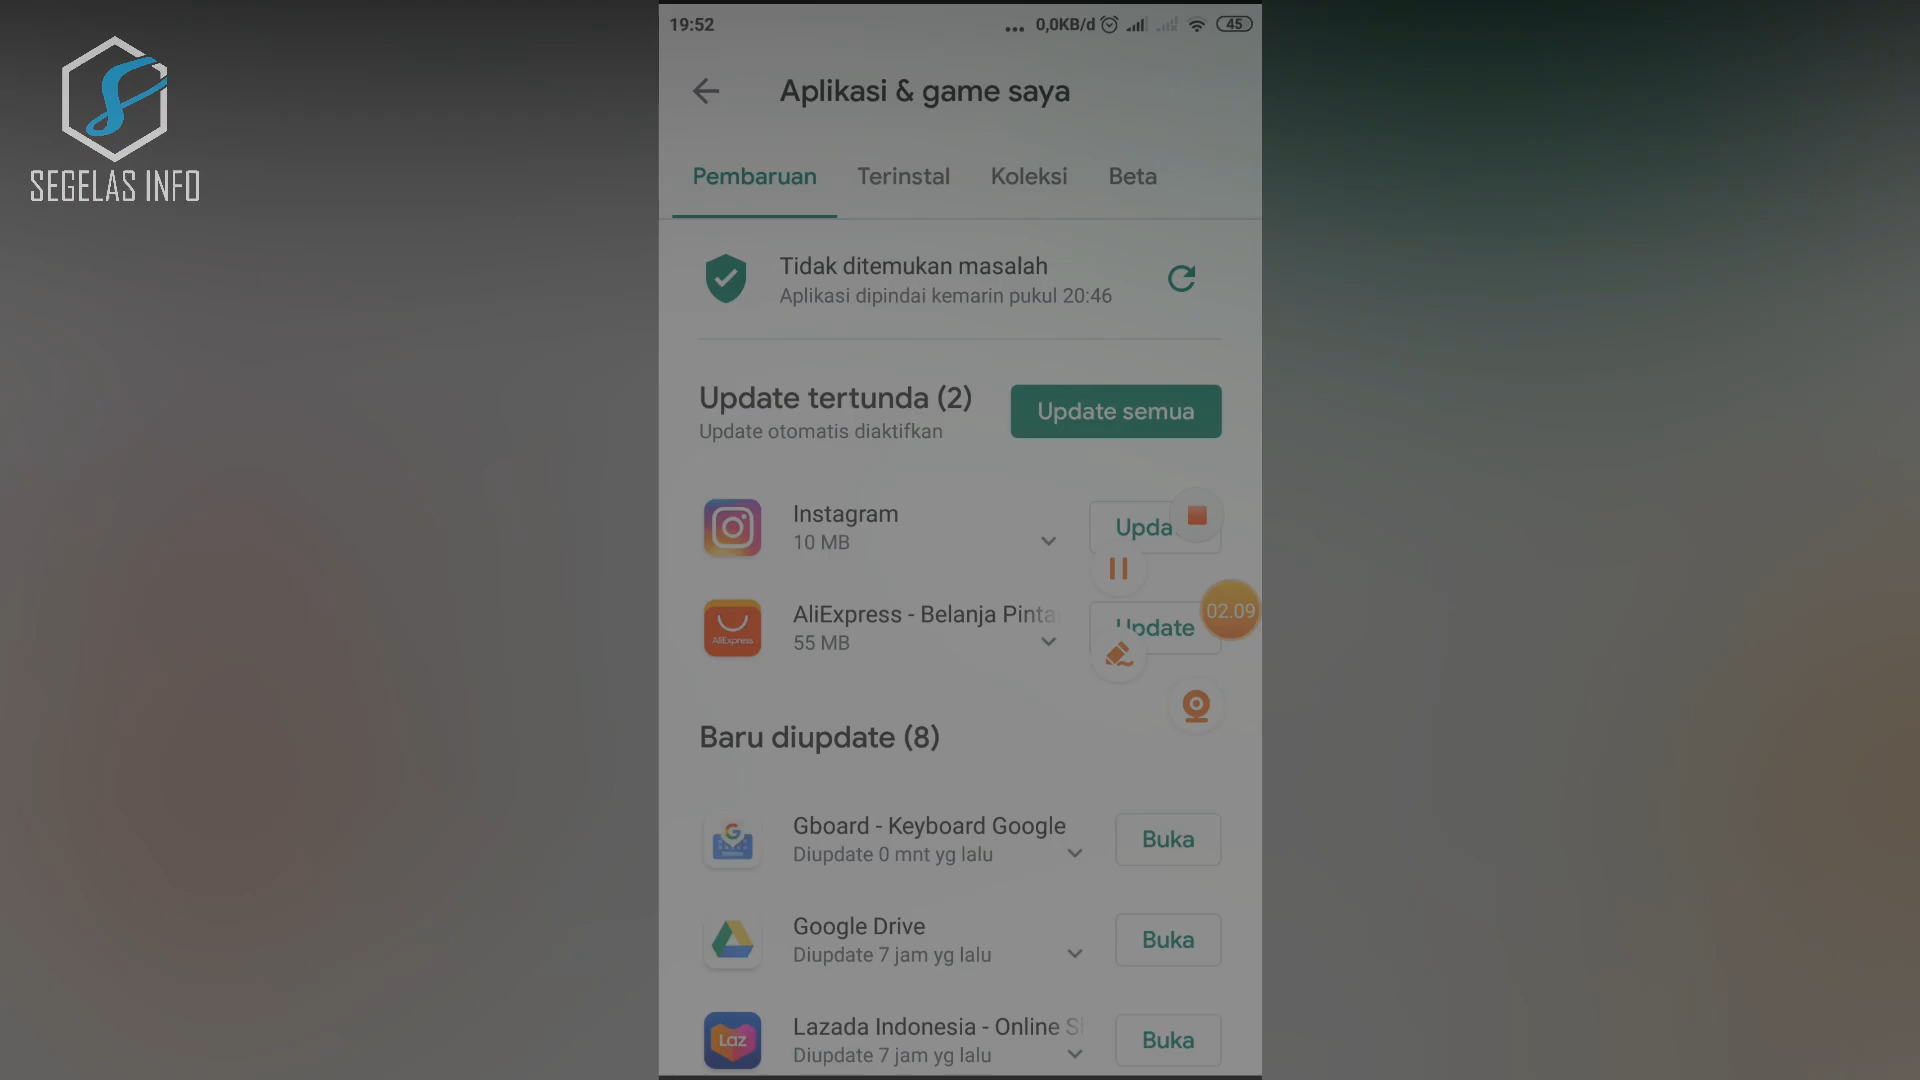 19:52
... 0,0KB/d 45
SEGELAS INFO
Aplikasi & game saya
Pembaruan Terinstal Koleksi Beta
Tidak ditemukan masalah
Aplikasi dipindai kemarin pukul 20:46
Update tertunda (2)
Update otomatis diaktifkan
Update semua
Instagram
10 MB
Upda
AliExpress
AliExpress - Belanja Pinta
55 MB
Update
02.09
Baru diupdate (8)
Gboard - Keyboard Google
Diupdate 0 mnt yg lalu
Buka
Google Drive
Diupdate 7 jam yg lalu
Buka
Laz
Lazada Indonesia - Online S
Diupdate 7 jam yg lalu
Buka